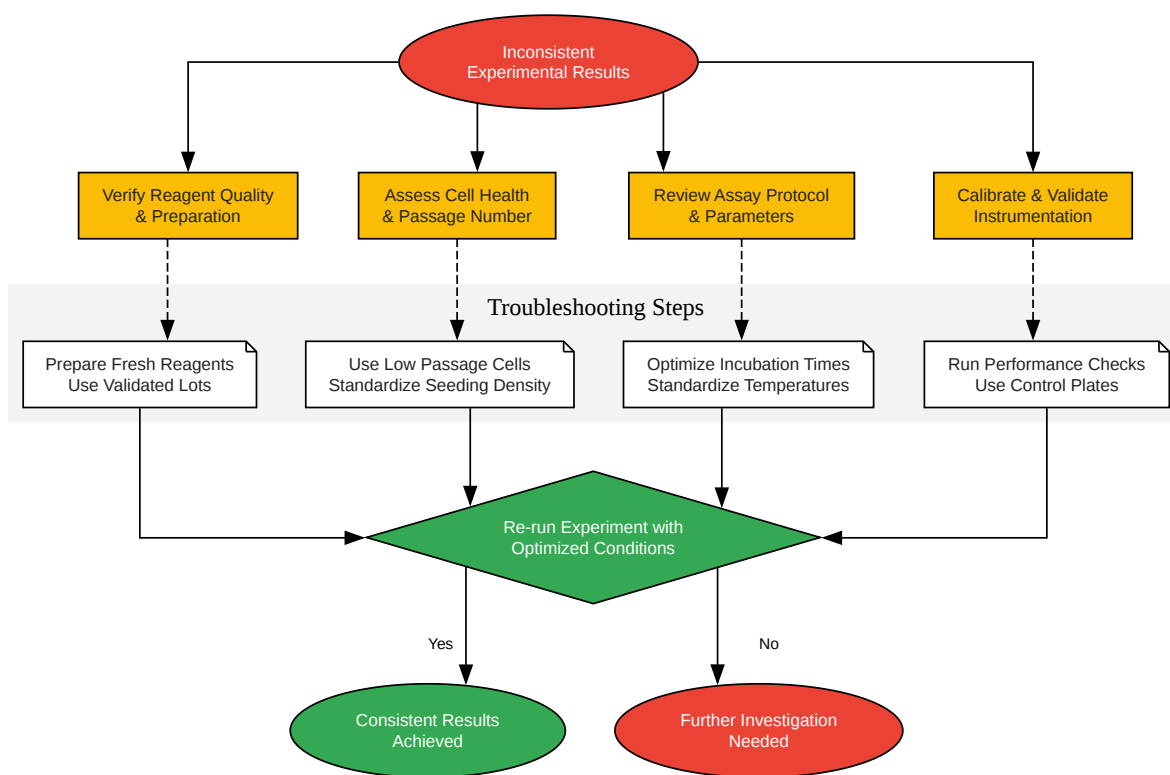 Inconsistent
Experimental Results
Verify Reagent Quality
& Preparation
Assess Cell Health
& Passage Number
Review Assay Protocol
& Parameters
Calibrate & Validate
Instrumentation
Troubleshooting Steps
Prepare Fresh Reagents
Use Validated Lots
Use Low Passage Cells
Standardize Seeding Density
Optimize Incubation Times
Standardize Temperatures
Run Performance Checks
Use Control Plates
Re-run Experiment with
Optimized Conditions
Yes
No
Consistent Results
Achieved
Further Investigation
Needed